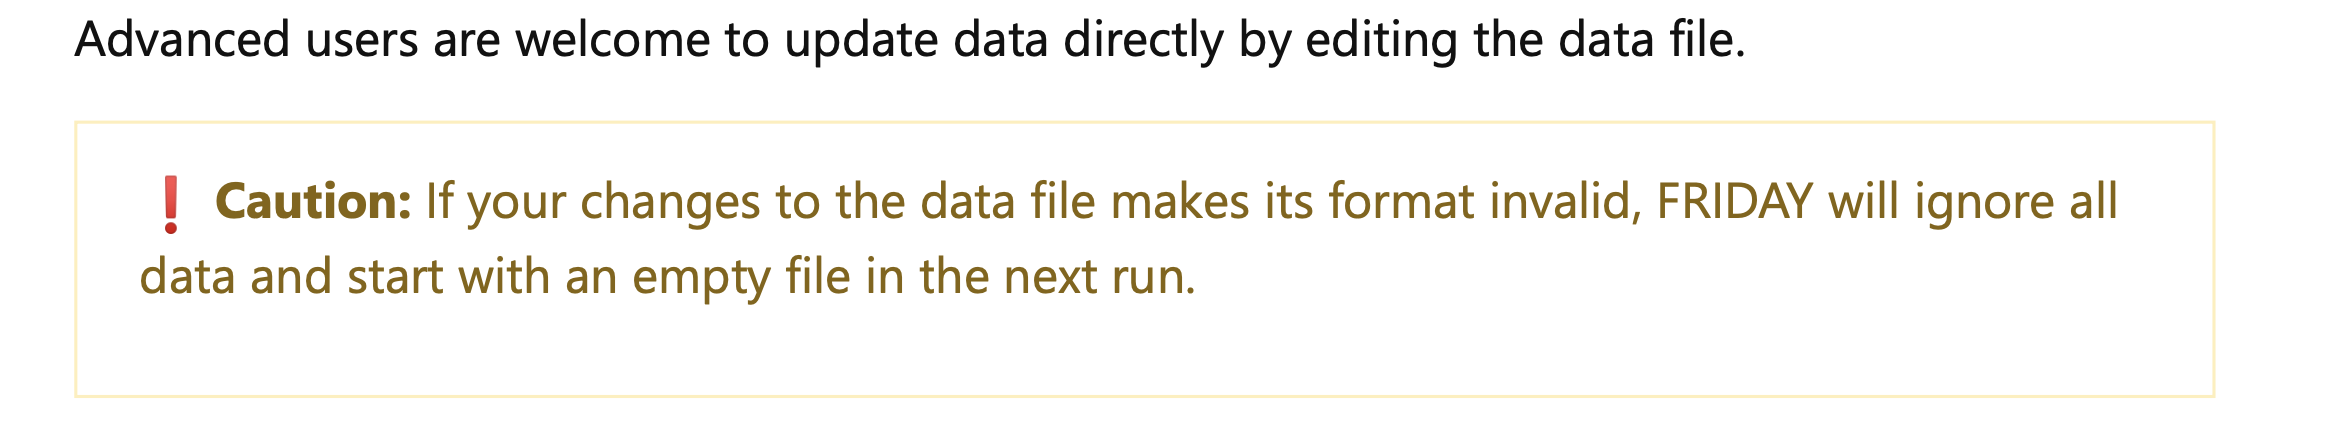 Advanced users are welcome to update data directly by editing the data file.
❗ Caution: If your changes to the data file makes its format invalid, FRIDAY will ignore all
data and start with an empty file in the next run.